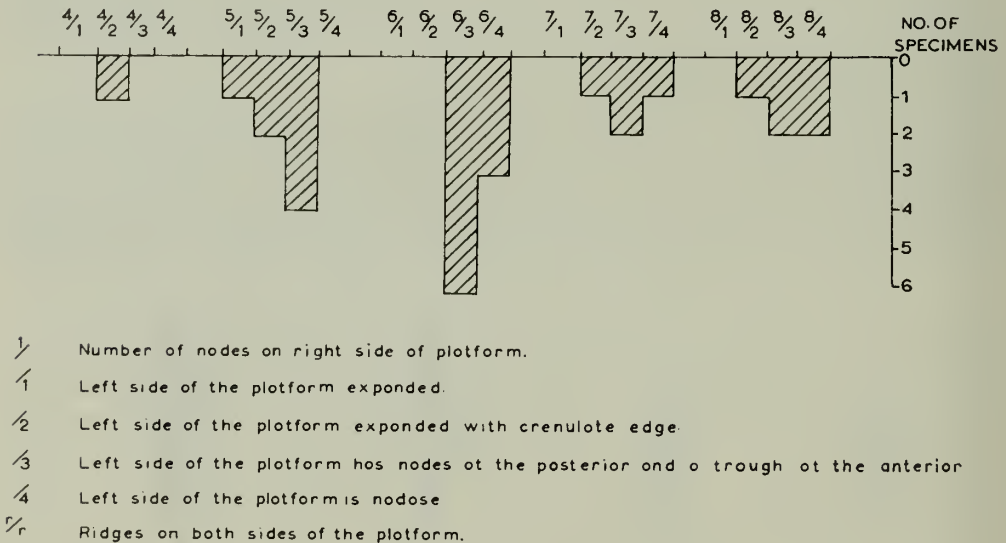 4/1 4/2 4/3 4/4 5/1 5/2 5/3 5/4 6/1 6/2 6/3 6/4 7/1 7/2 7/3 7/4 8/1 8/2 8/3 8/4 NO. OF
SPECIMENS
0
1
2
3
4
5
6
1/ Number of nodes on right side of plotform.
/1 Left side of the plotform exponded.
/2 Left side of the plotform exponded with crenulote edge.
/3 Left side of the plotform hos nodes ot the posterior ond o trough ot the anterior
/4 Left side of the plotform is nodose
r/r Ridges on both sides of the plotform.